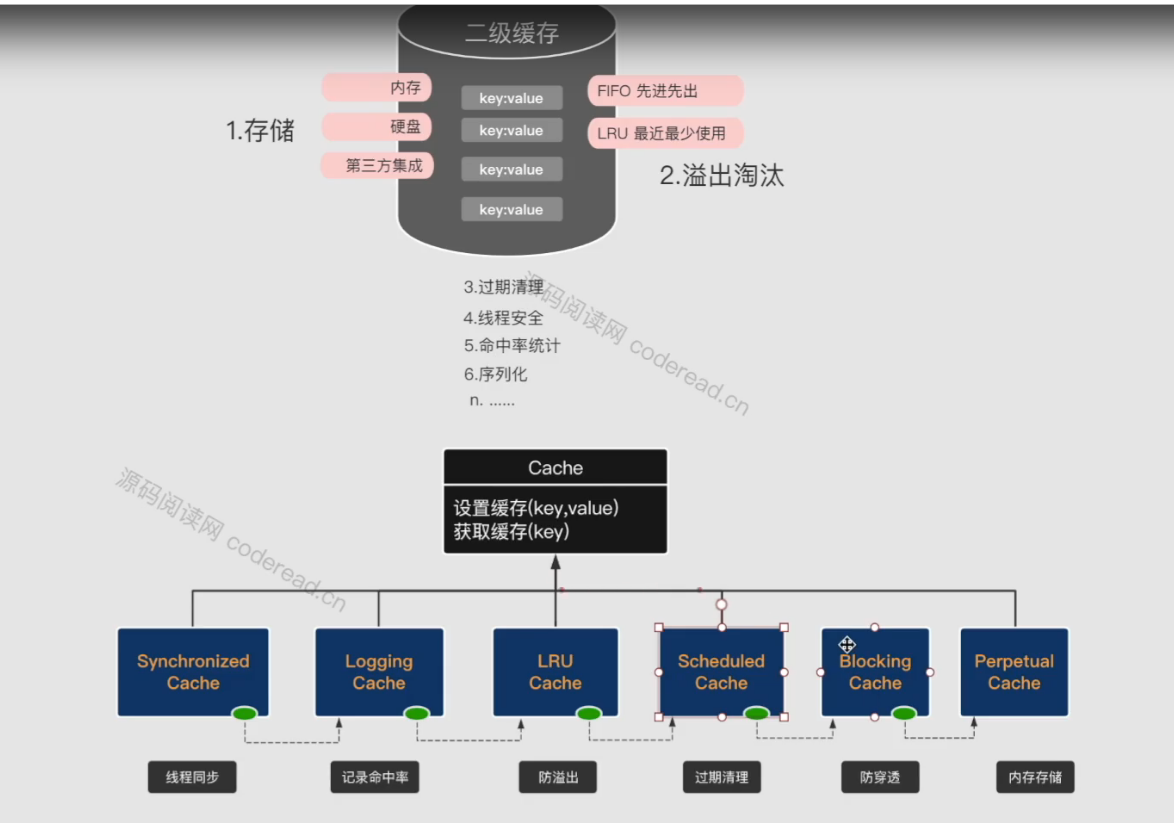 二级缓存
内存
key:value
FIFO 先进先出
1.存储
硬盘
key:value
LRU 最近最少使用
第三方集成
key:value
2.溢出淘汰
key:value
3.过期清理
4.线程安全
5.命中率统计
6.序列化
n. ......
源码阅读网 coderead.cn
源码阅读网 coderead.cn
Cache
设置缓存(key,value)
获取缓存(key)
Synchronized
Cache
Logging
Cache
LRU
Cache
Scheduled
Cache
Blocking
Cache
Perpetual
Cache
线程同步
记录命中率
防溢出
过期清理
防穿透
内存存储